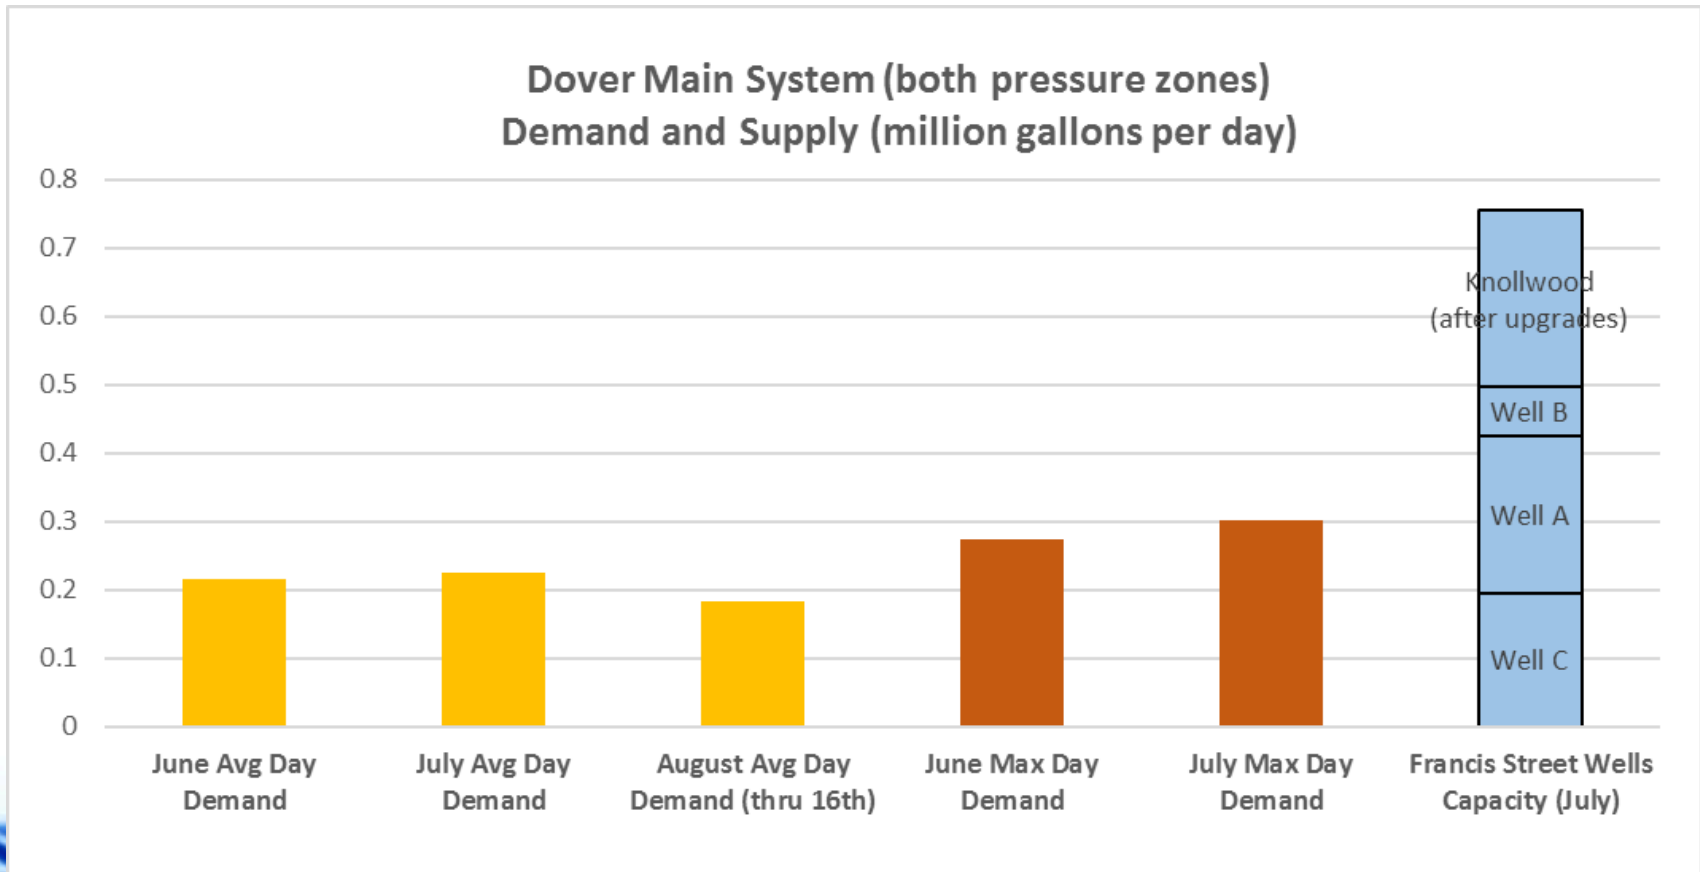 Dover Main System (both pressure zones)
Demand and Supply (million gallons per day)
0.8
0.7
0.6
0.5
0.4
0.3
0.2
0.1
0
Knollwood
(after upgrades)
Well B
Well A
Well C
June Avg Day
Demand
July Avg Day
Demand
August Avg Day
Demand (thru 16th)
June Max Day
Demand
July Max Day
Demand
Francis Street Wells
Capacity (July)